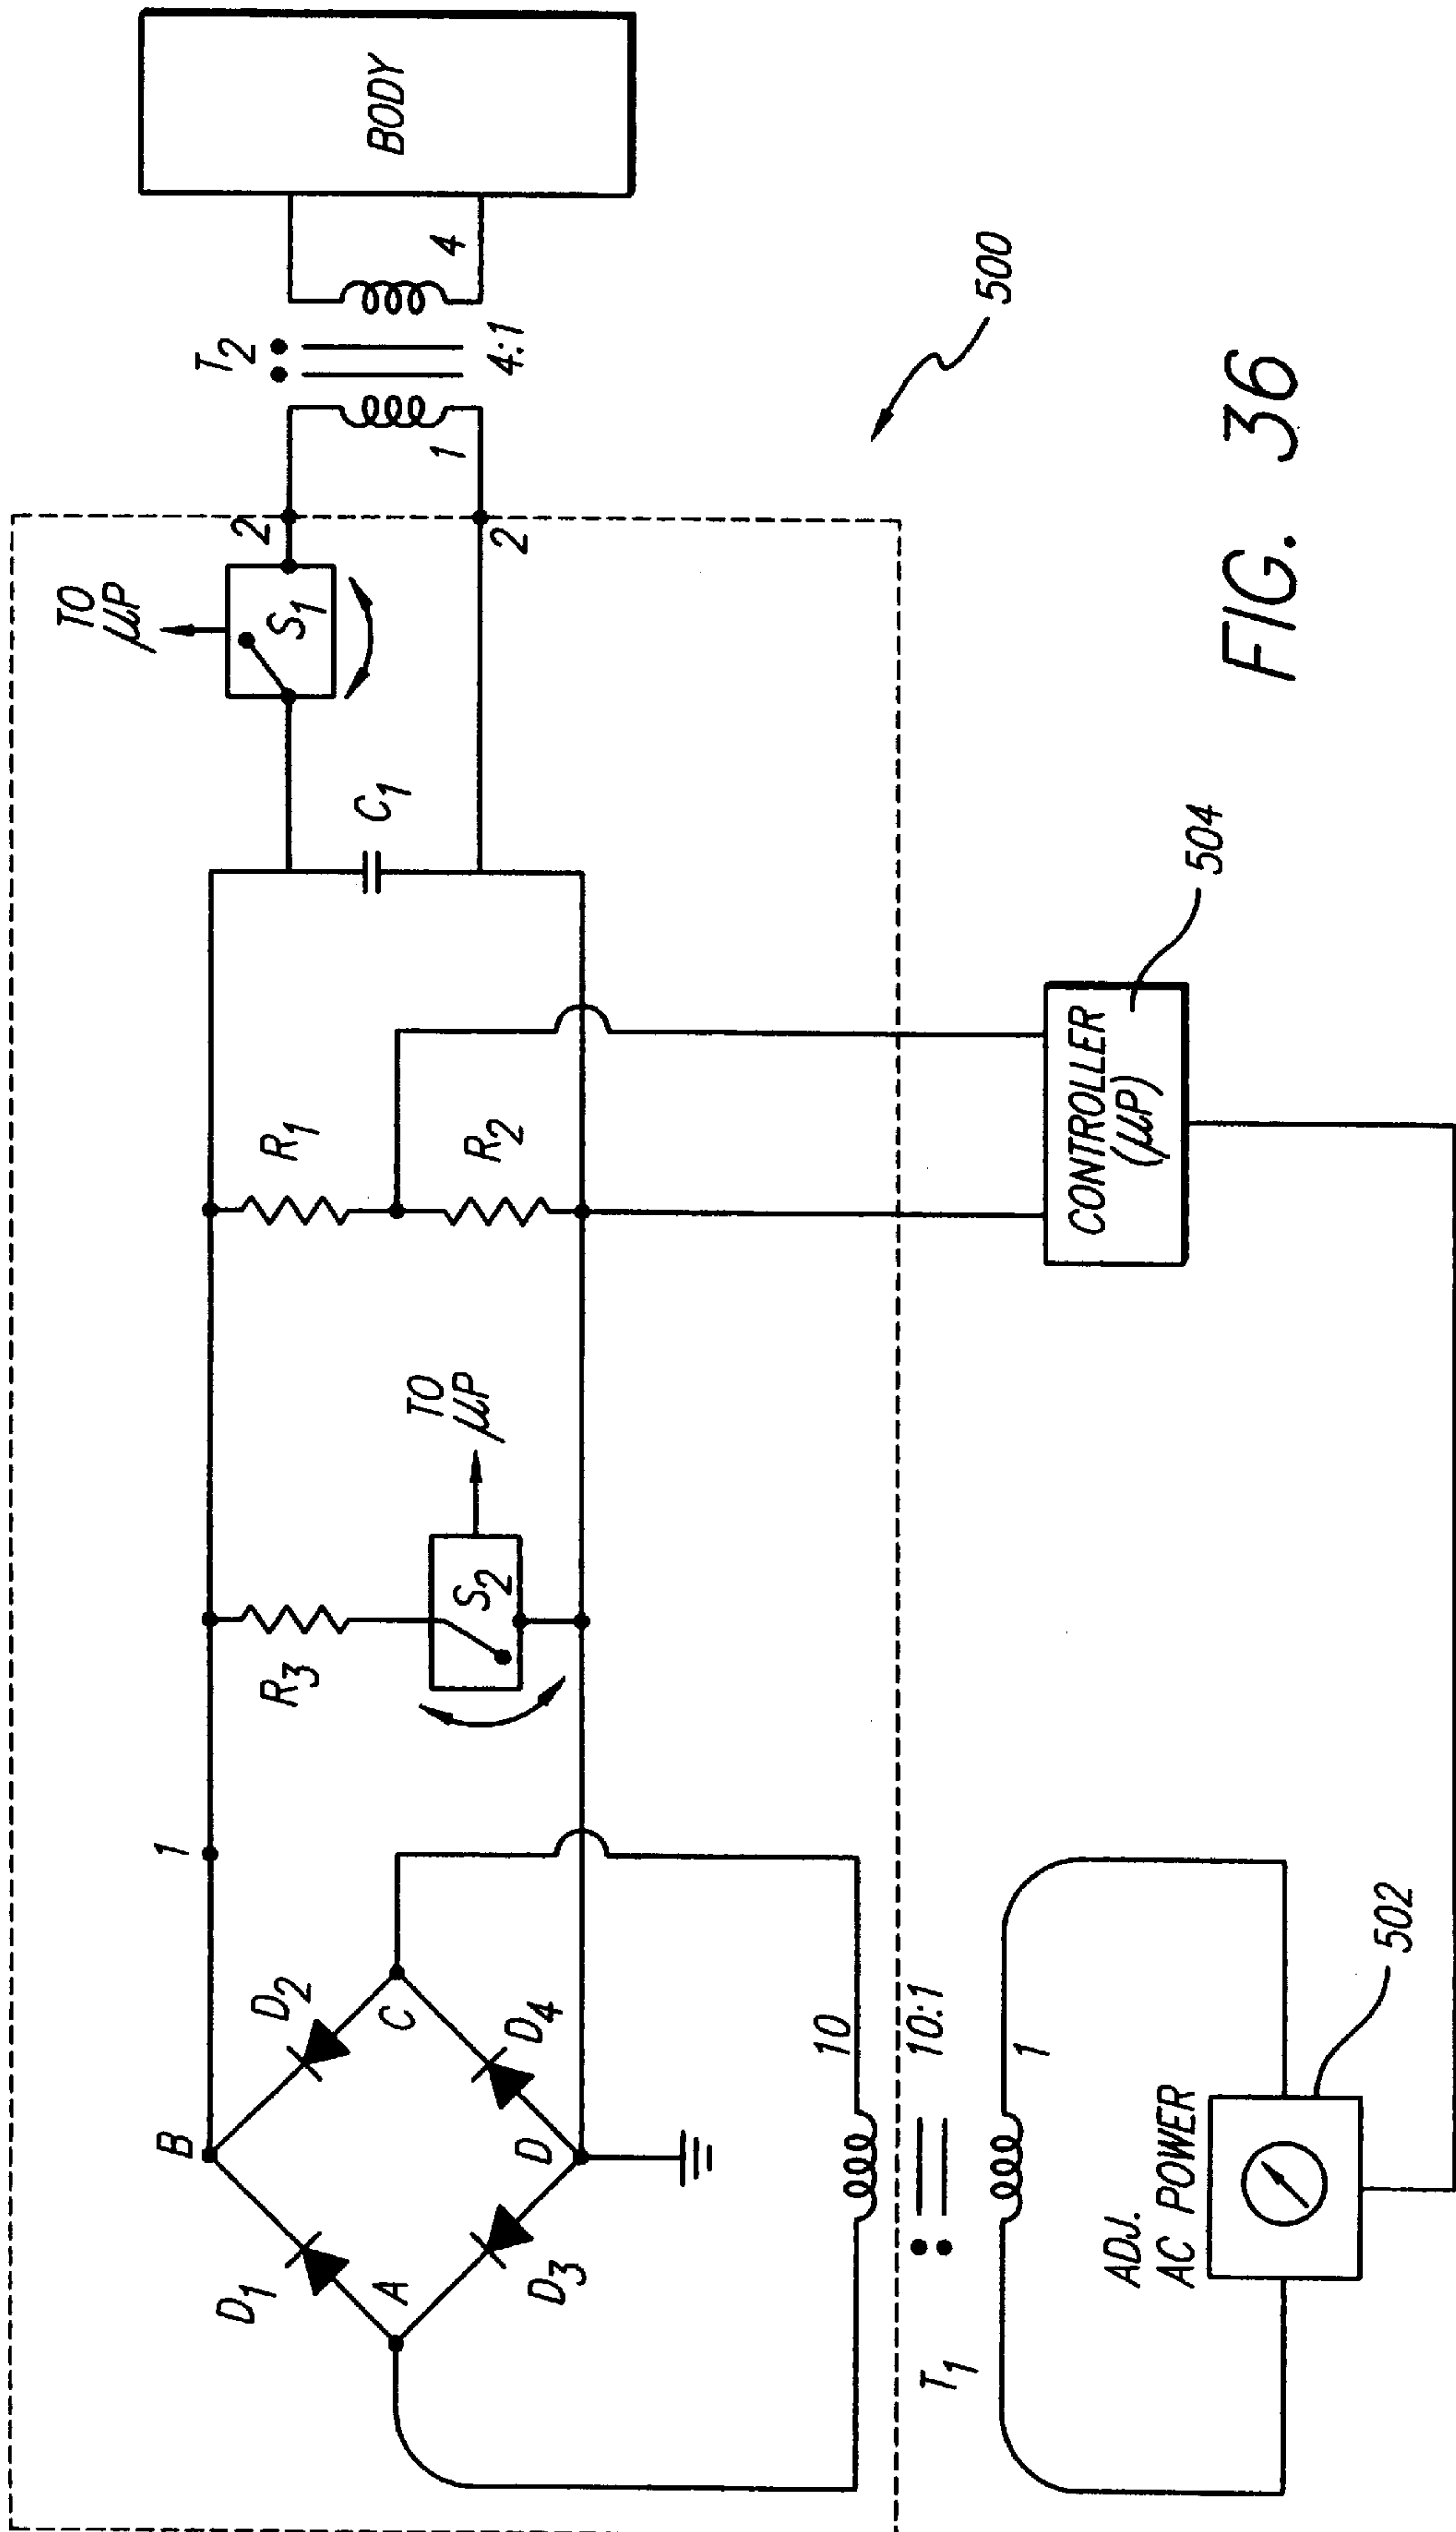 T2
4:1
1
4
BODY
TO
μP
S1
2
2
C1
R1
R2
TO
μP
S2
R3
1
B
D1
D2
A
C
D3
D4
D
10
10:1
1
T1
ADJ.
AC POWER
502
CONTROLLER
(μP)
504
500
FIG. 36